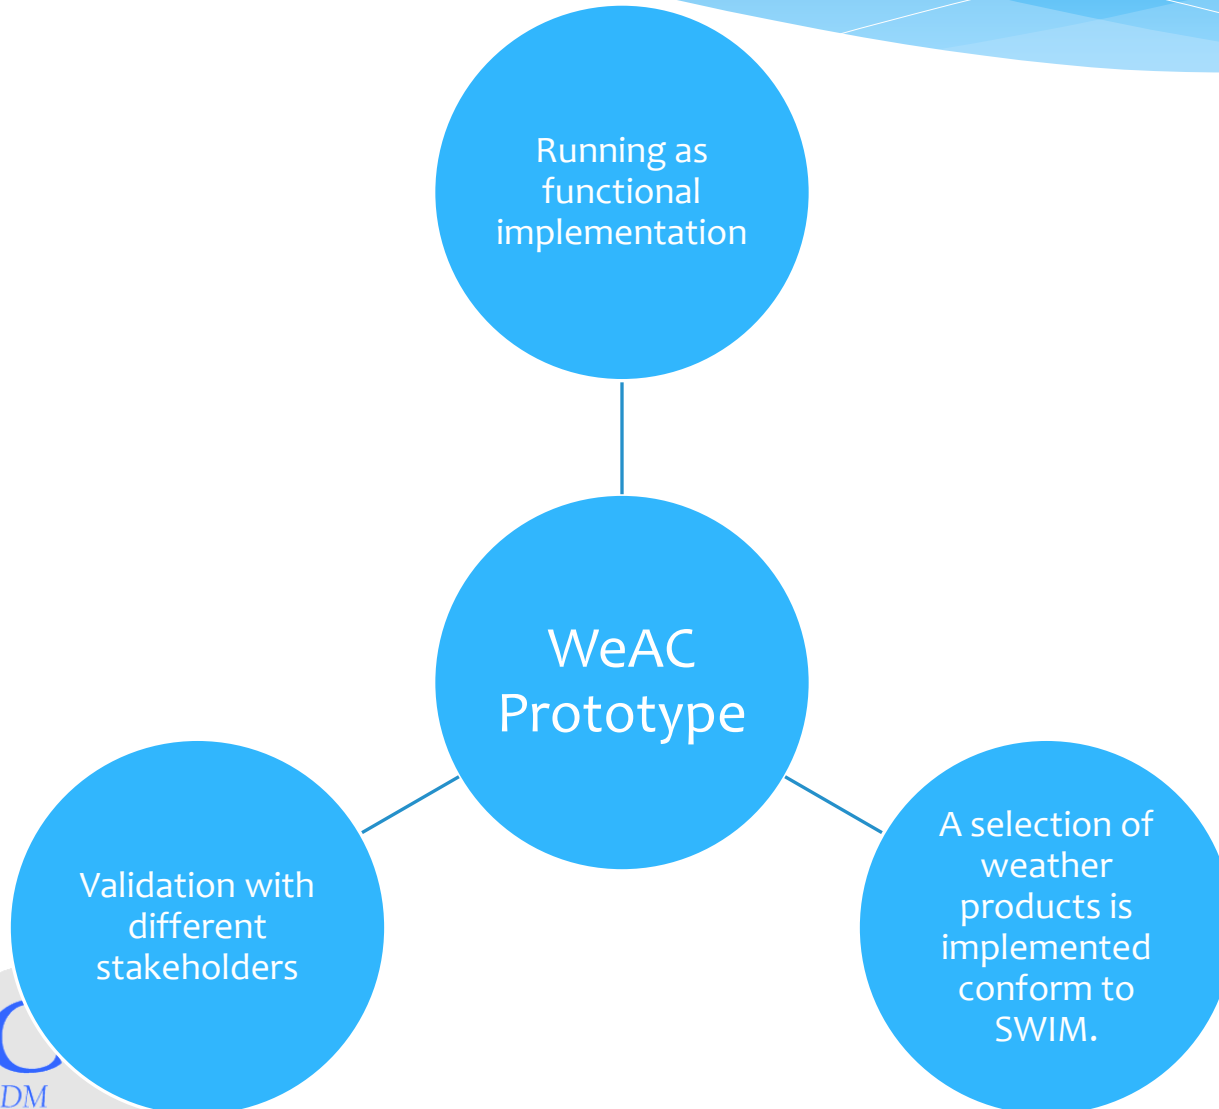 Running as
functional
implementation
WeAC
Prototype
Validation with
different
stakeholders
A selection of
weather
products is
implemented
conform to
SWIM.
C
DM